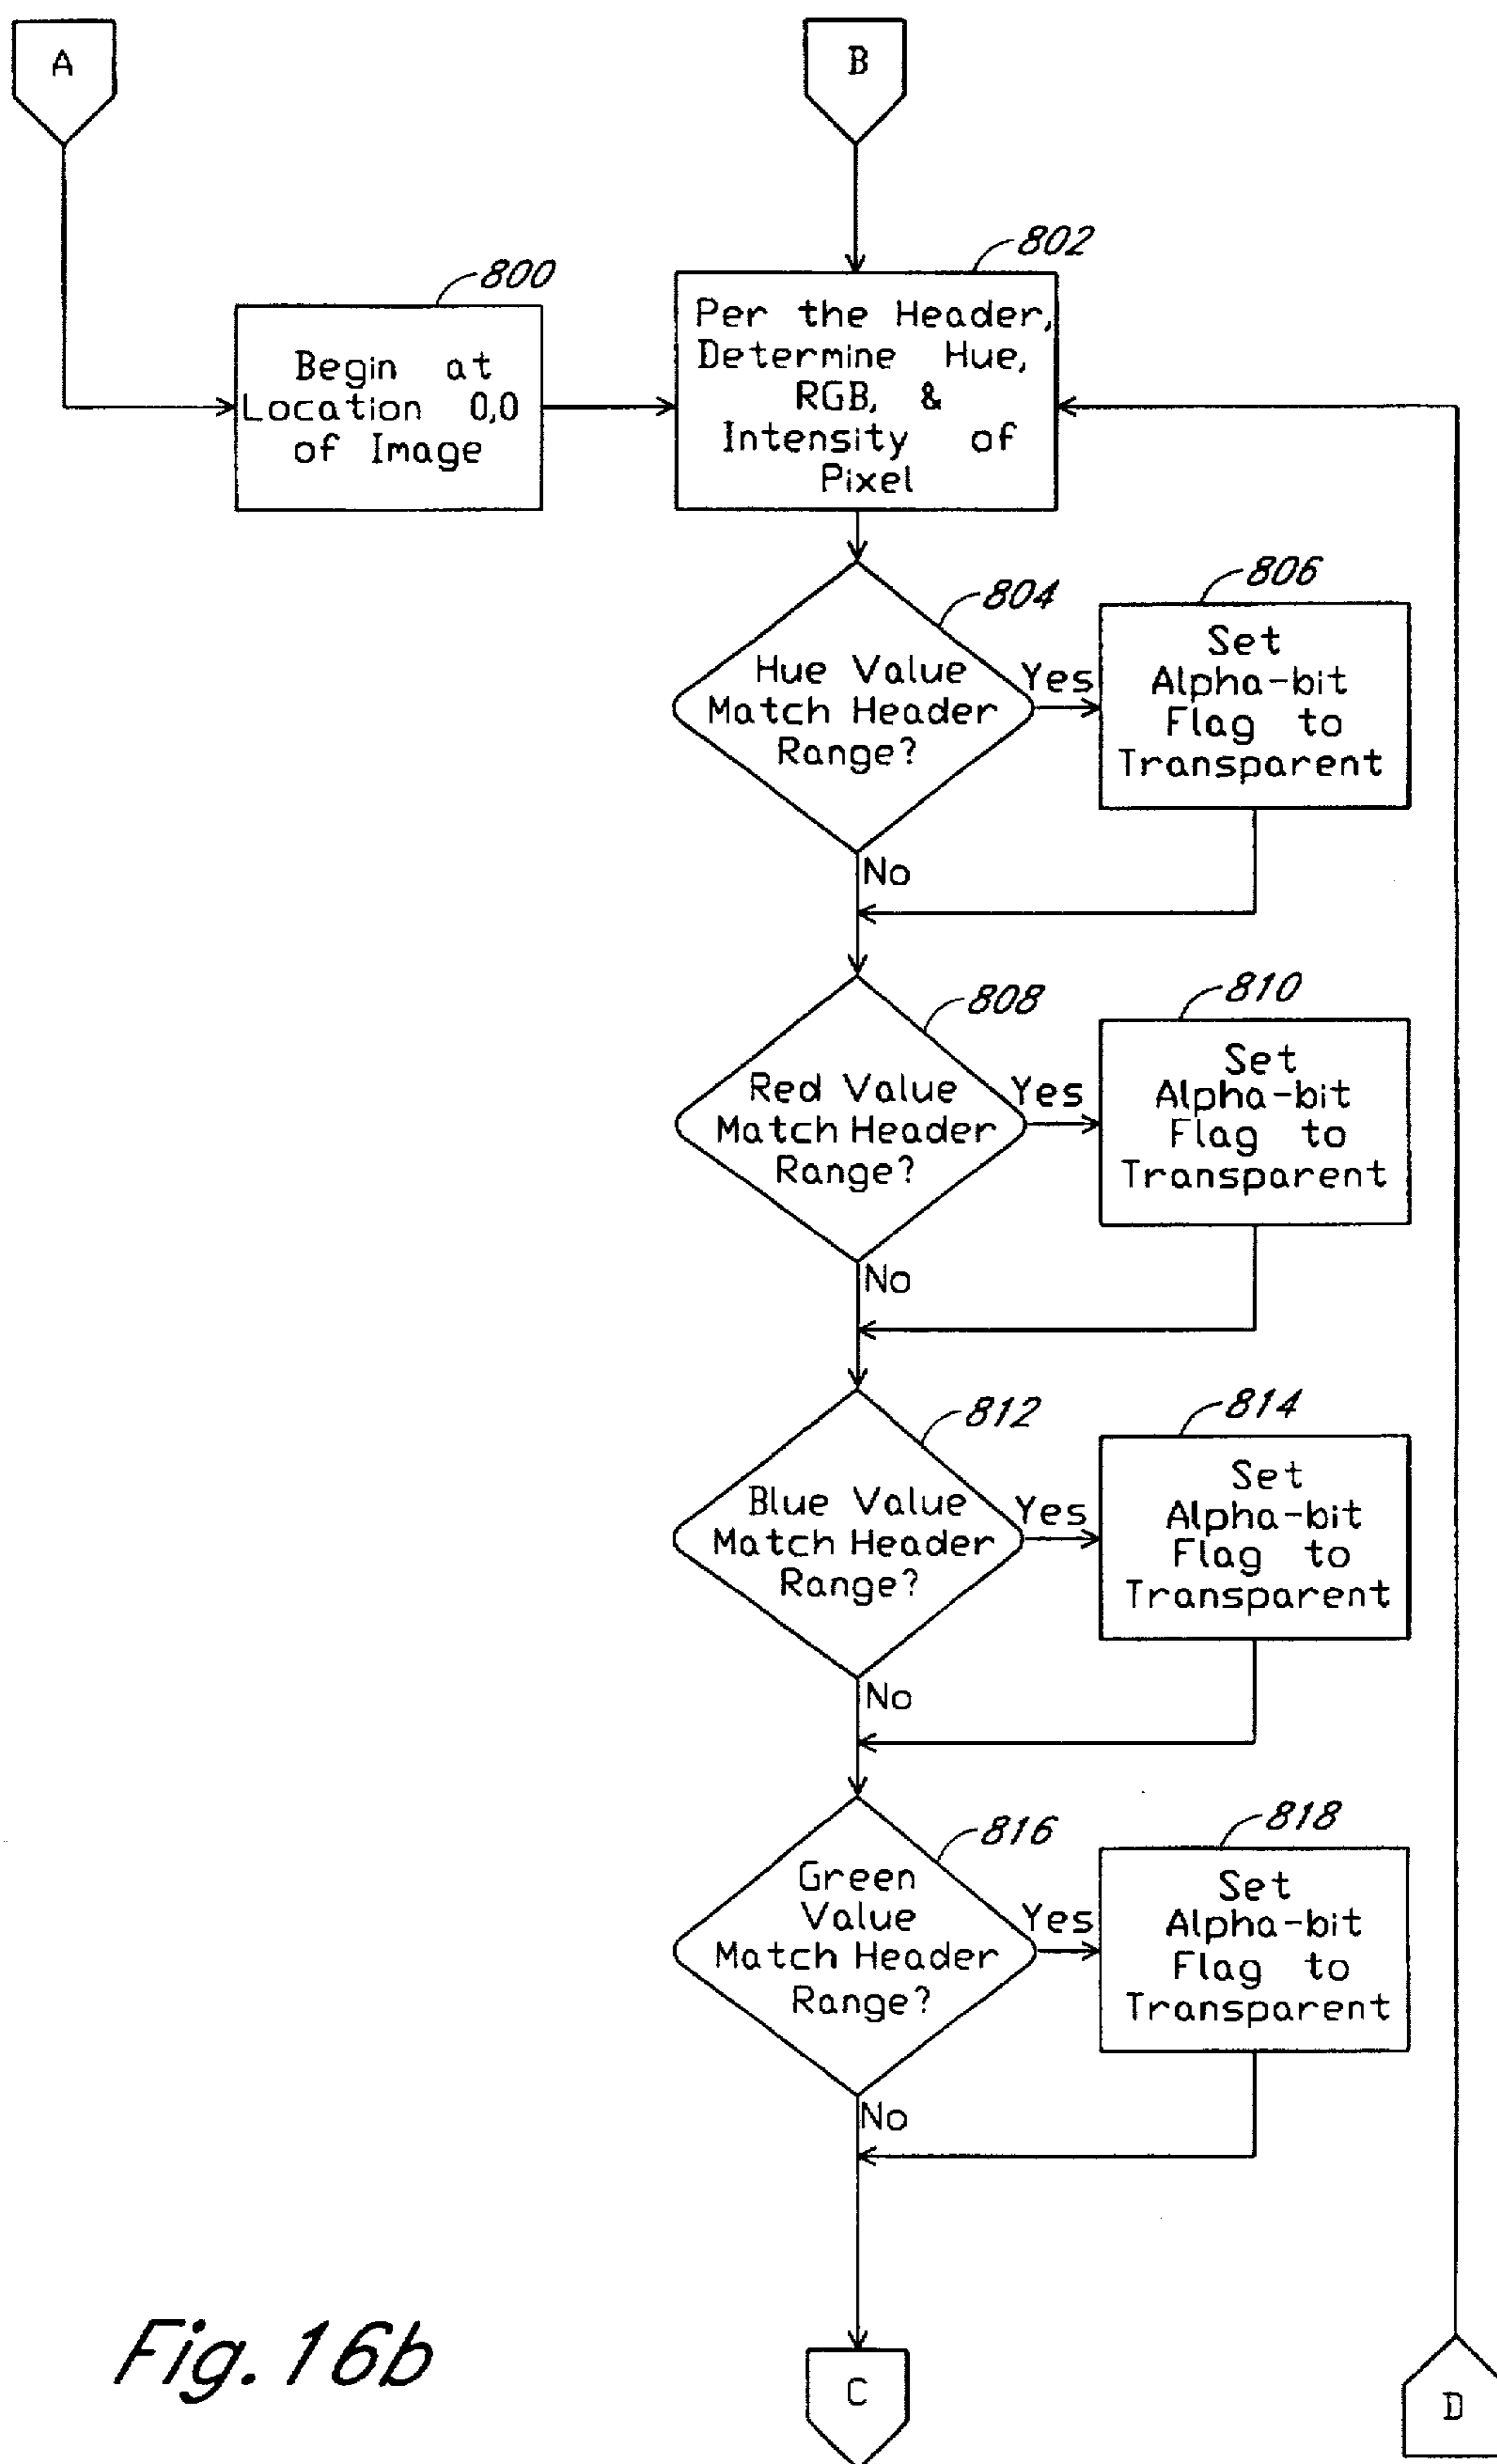 A
B
800
802
Begin at
Location 0,0
of Image
Per the Header,
Determine Hue,
RGB, &
Intensity of
Pixel
804
806
Hue Value
Match Header
Range?
Yes
Set
Alpha-bit
Flag to
Transparent
No
808
810
Red Value
Match Header
Range?
Yes
Set
Alpha-bit
Flag to
Transparent
No
812
814
Blue Value
Match Header
Range?
Yes
Set
Alpha-bit
Flag to
Transparent
No
816
818
Green
Value
Match Header
Range?
Yes
Set
Alpha-bit
Flag to
Transparent
No
Fig. 16b
C
D